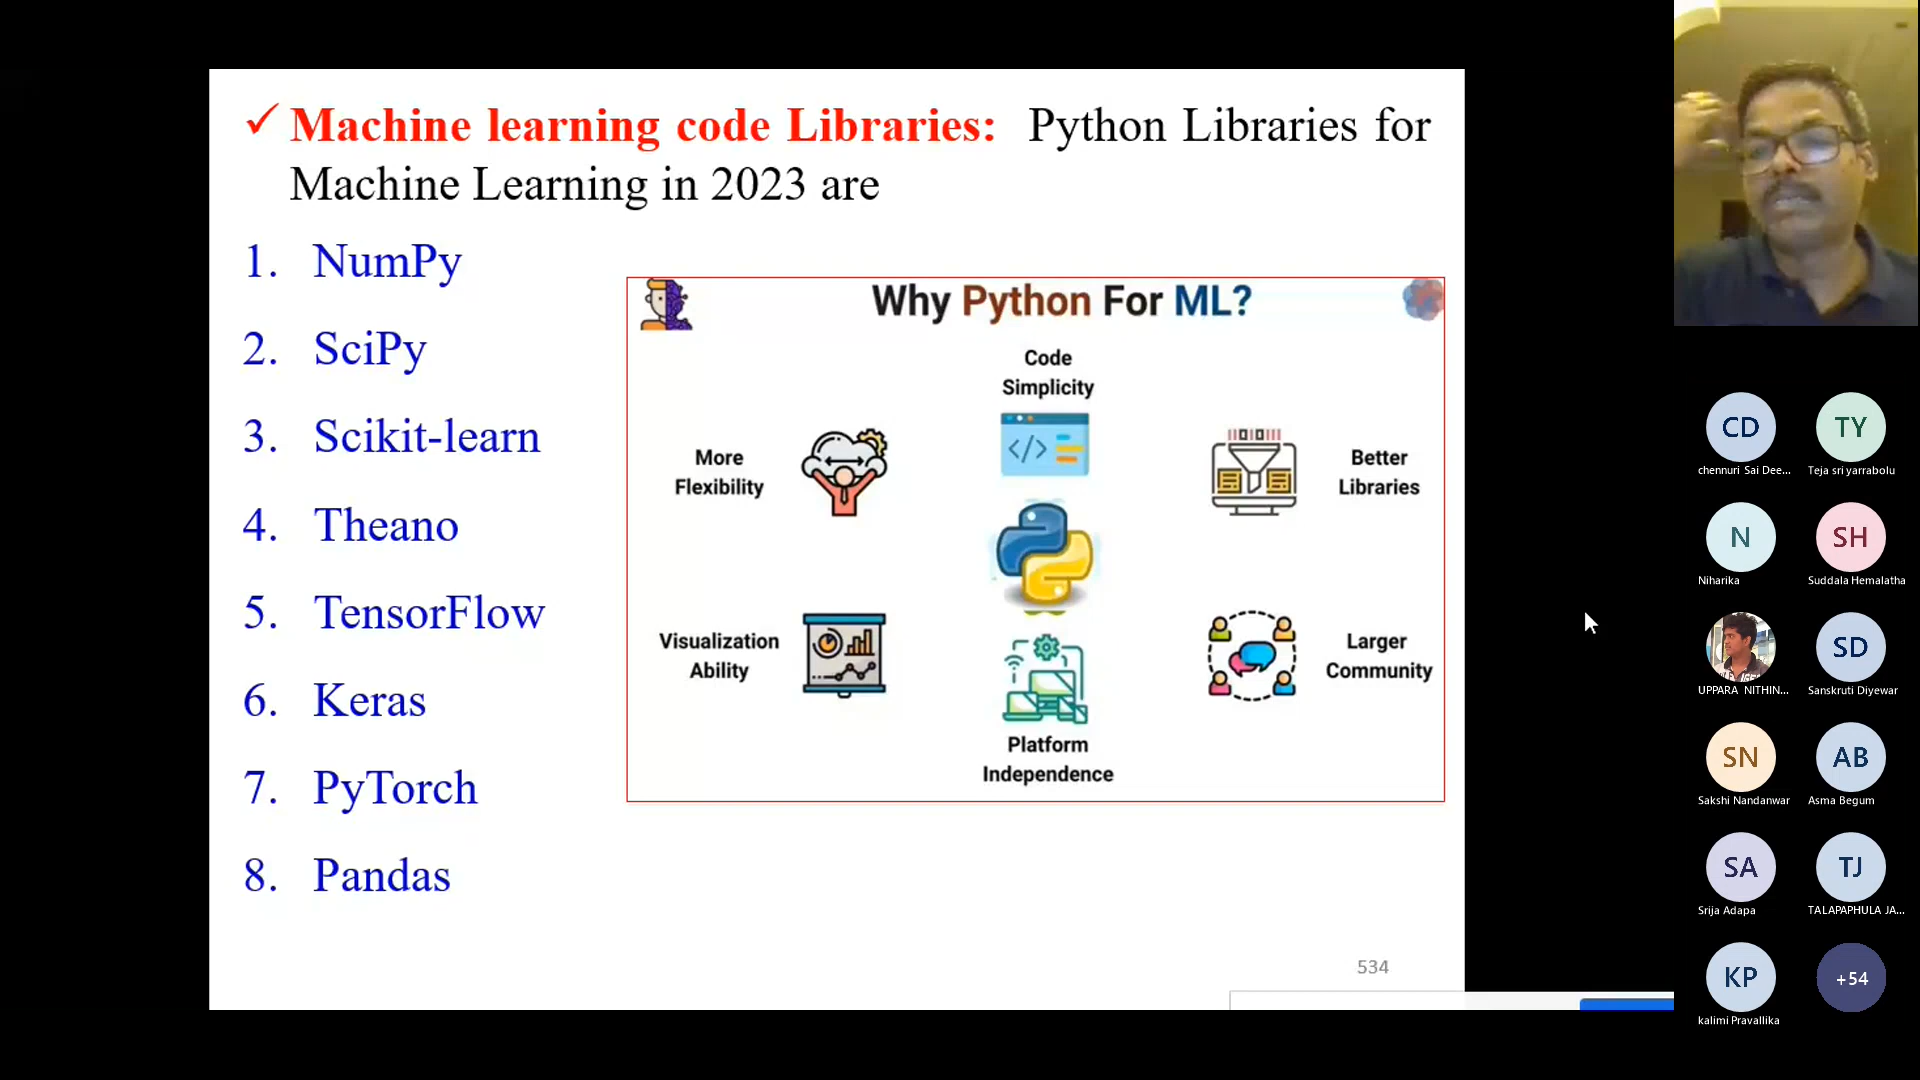 ✓ Machine learning code Libraries: Python Libraries for
Machine Learning in 2023 are
1. NumPy
2. SciPy
3. Scikit-learn
4. Theano
5. TensorFlow
6. Keras
7. PyTorch
8. Pandas
Why Python For ML?
Code
Simplicity
More
Flexibility
</>
Better
Libraries
Visualization
Ability
Larger
Community
Platform
Independence
534
CD
chennuri Sai Dee...
TY
Teja sri yarrabolu
N
Niharika
SH
Suddala Hemalatha
UPPARA NITHIN...
SD
Sanskruti Diyewar
SN
Sakshi Nandanwar
AB
Asma Begum
SA
Srija Adapa
TJ
TALAPAPHULA JA...
KP
kalimi Pravallika
+54